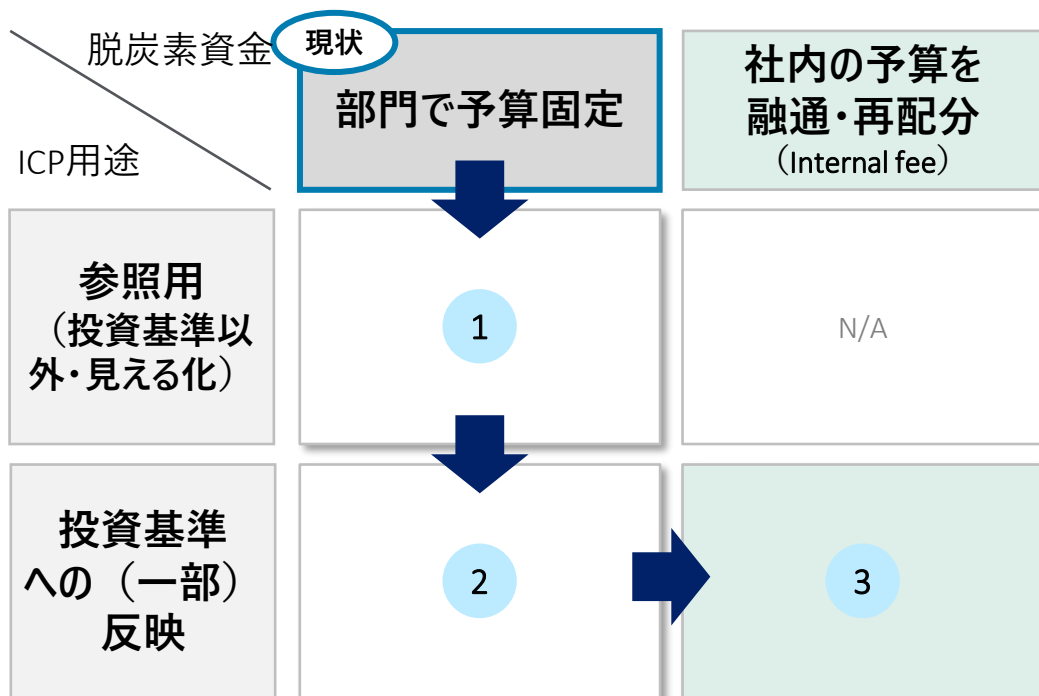 脱炭素資金
ICP用途
現状
部門で予算固定
社内の予算を
融通・再配分
（Internal fee）
参照用
（投資基準以
外・見える化）
1
N/A
投資基準
への（一部）
反映
2
3